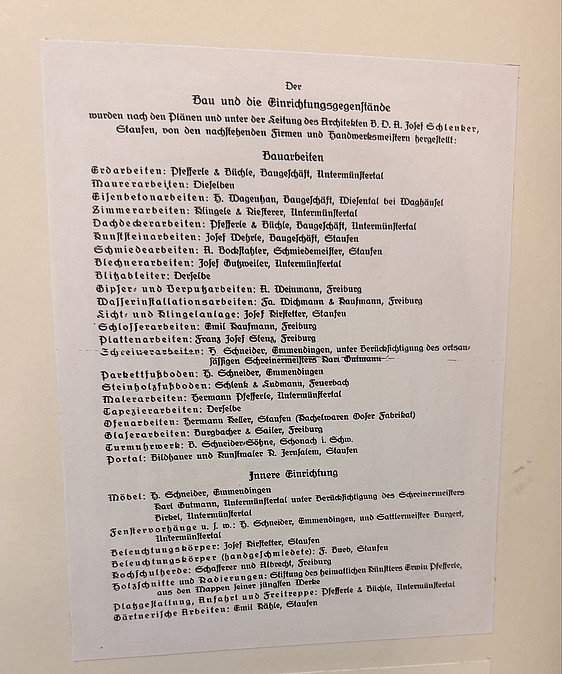 Der
Bau und die Einrichtungsgegenstände
wurden nach den Plänen und unter der Leitung des Architekten B. D. A. Josef Schlenker,
Staufen, von den nachstehenden Firmen und Handwerksmeistern hergestellt:
Bauarbeiten
Erdarbeiten: Pfefferle & Büchle, Baugeschäft, Untermünstertal
Maurerarbeiten: Dieselben
Eisenbetonarbeiten: H. Wagenhan, Baugeschäft, Wiesental bei Waghäusel
Zimmerarbeiten: Klingele & Riesterer, Untermünstertal
Dachdeckerarbeiten: Pfefferle & Büchle, Baugeschäft, Untermünstertal
Kunststeinarbeiten: Josef Wehrle, Baugeschäft, Staufen
Schmiedearbeiten: A. Bockstahler, Schmiedemeister, Staufen
Blechnerarbeiten: Josef Gutzweiler, Untermünstertal
Blitzableiter: Derselbe
Gipser- und Verputzarbeiten: A. Weinmann, Freiburg
Wasserinstallationsarbeiten: Fa. Wichmann & Kaufmann, Freiburg
Licht- und Klingelanlage: Josef Kirstetter, Staufen
Schlosserarbeiten: Emil Kaufmann, Freiburg
Plattenarbeiten: Franz Josef Stenz, Freiburg
Schreinerarbeiten: H. Schneider, Emmendingen, unter Berücksichtigung des ortsan-
sässigen Schreinermeisters Karl Gutmann
Parkettfußboden: H. Schneider, Emmendingen
Steinholzfußboden: Schlenk & Ludmann, Feuerbach
Malerarbeiten: Hermann Pfefferle, Untermünstertal
Tapezierarbeiten: Derselbe
Ofenarbeiten: Hermann Keller, Staufen (Kachelwaren Ooser Fabrikat)
Glaserarbeiten: Burgbacher & Sailer, Freiburg
Turmuhrwerk: B. Schneider-Söhne, Schonach i. Schw.
Portal: Bildhauer und Kunstmaler K. Jerusalem, Staufen
Innere Einrichtung
Möbel: H. Schneider, Emmendingen
Karl Gutmann, Untermünstertal unter Berücksichtigung des Schreinermeisters
Birkel, Untermünstertal
Fenstervorhänge u. s. w.: H. Schneider, Emmendingen, und Sattlermeister Burgert,
Untermünstertal
Beleuchtungskörper: Josef Kirstetter, Staufen
Beleuchtungskörper (handgeschmiedete): F. Bueb, Staufen
Kochschulherde: Schafferer und Albrecht, Freiburg
Holzschnitte und Radierungen: Stiftung des heimatlichen Künstlers Erwin Pfefferle,
aus den Mappen seiner jüngsten Werke
Platzgestaltung, Anfahrt und Freitreppe: Pfefferle & Büchle, Untermünstertal
Gärtnerische Arbeiten: Emil Kähle, Staufen